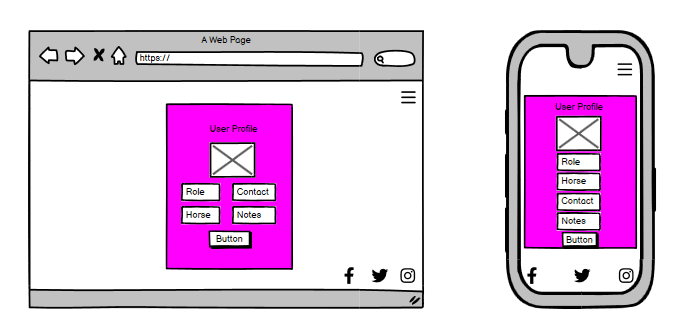 A Web Page
https://
User Profile
Role Contact
Horse Notes
Button
User Profile
Role
Horse
Contact
Notes
Button